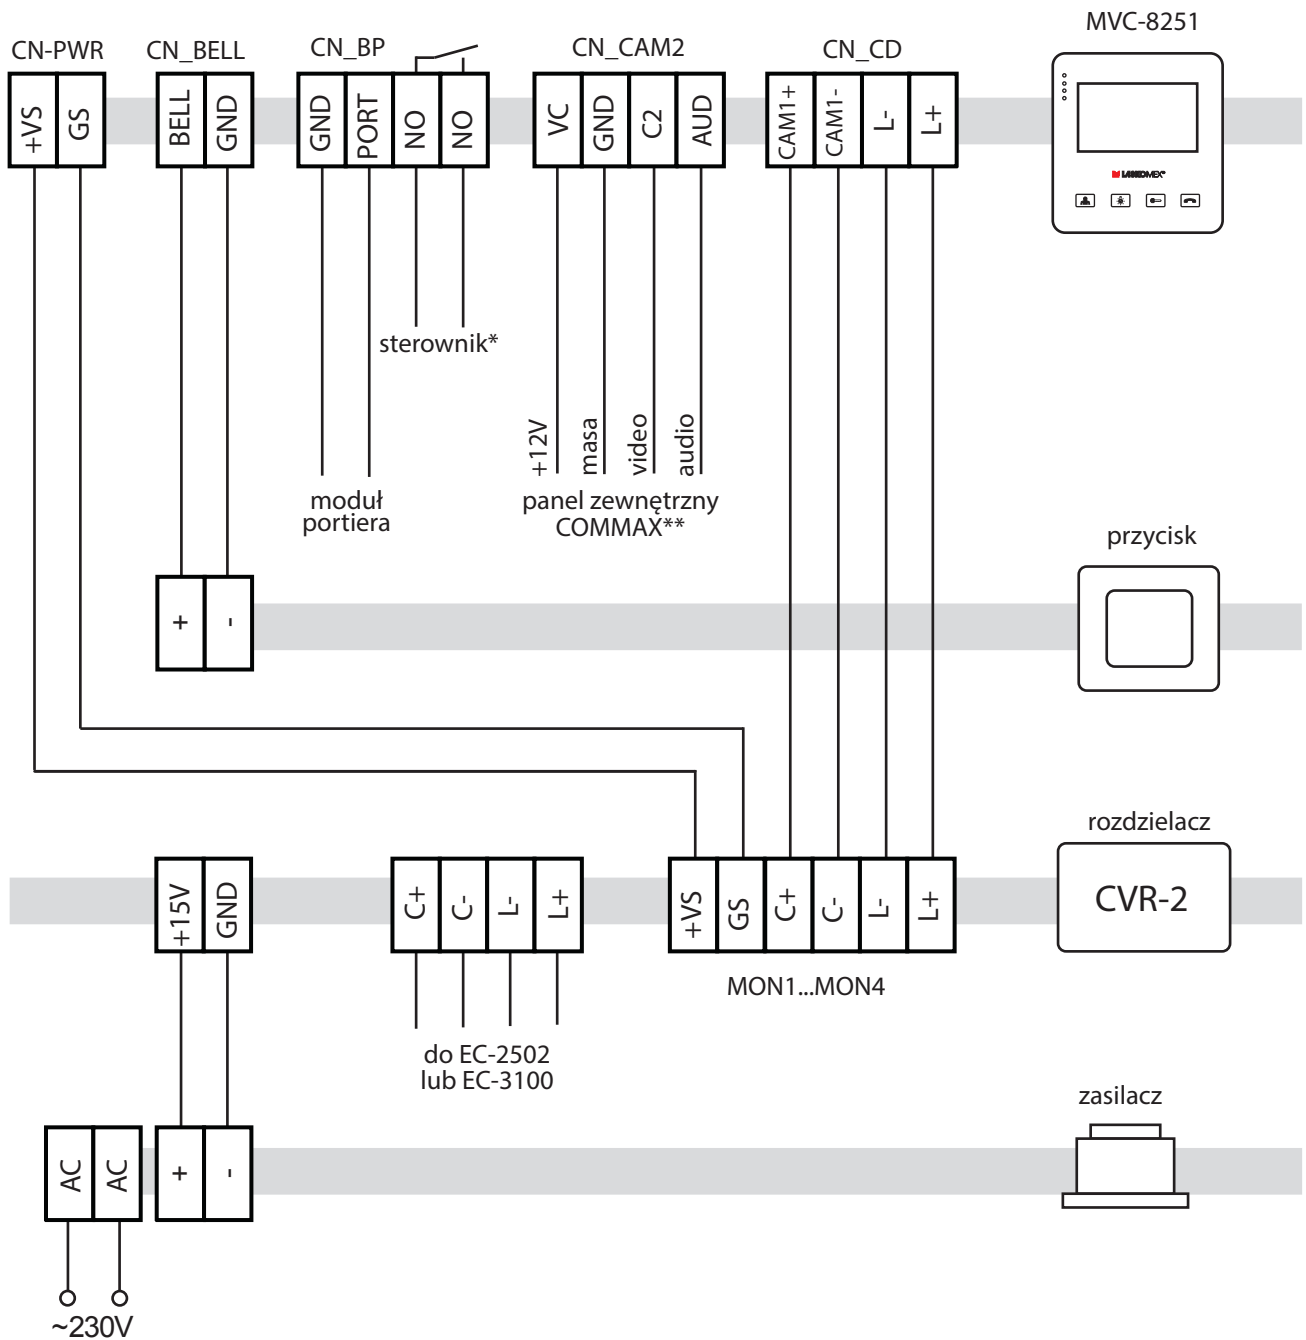 MVC-8251
CN-PWR CN_BELL CN_BP CN_CAM2 CN_CD
+VS GS BELL GND GND PORT NO NO VC GND C2 AUD CAM1+ CAM1- L- L+
LASKOMEX®
sterownik*
+12V masa video audio
moduł
portiera
panel zewnętrzny
COMMAX**
przycisk
+ -
rozdzielacz
+15V GND C+ C- L- L+ +VS GS C+ C- L- L+
CVR-2
MON1...MON4
do EC-2502
lub EC-3100
zasilacz
AC AC + -
~230V